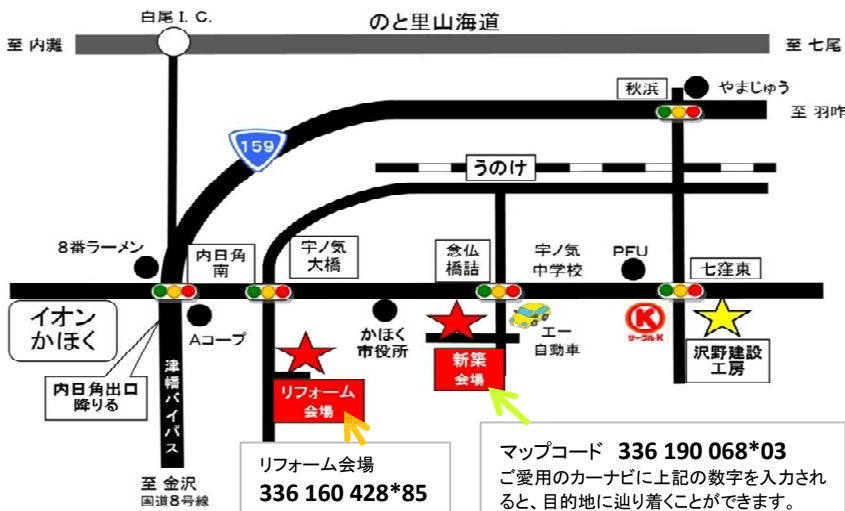 白尾 I. C.
のと里山海道
至 内灘
至 七尾
秋浜
やまじゅう
至 羽咋
159
うのけ
8番ラーメン
内日角
南
宇ノ気
大橋
念仏
橋詰
宇ノ気
中学校
PFU
七窪東
イオン
かほく
Aコープ
かほく
市役所
エー
自動車
K
サークルK
沢野建設
工房
内日角出口
降りる
津幡バイパス
リフォーム
会場
新築
会場
至 金沢
国道8号線
リフォーム会場
336 160 428*85
マップコード 336 190 068*03
ご愛用のカーナビに上記の数字を入力され
ると、目的地に辿り着くことができます。